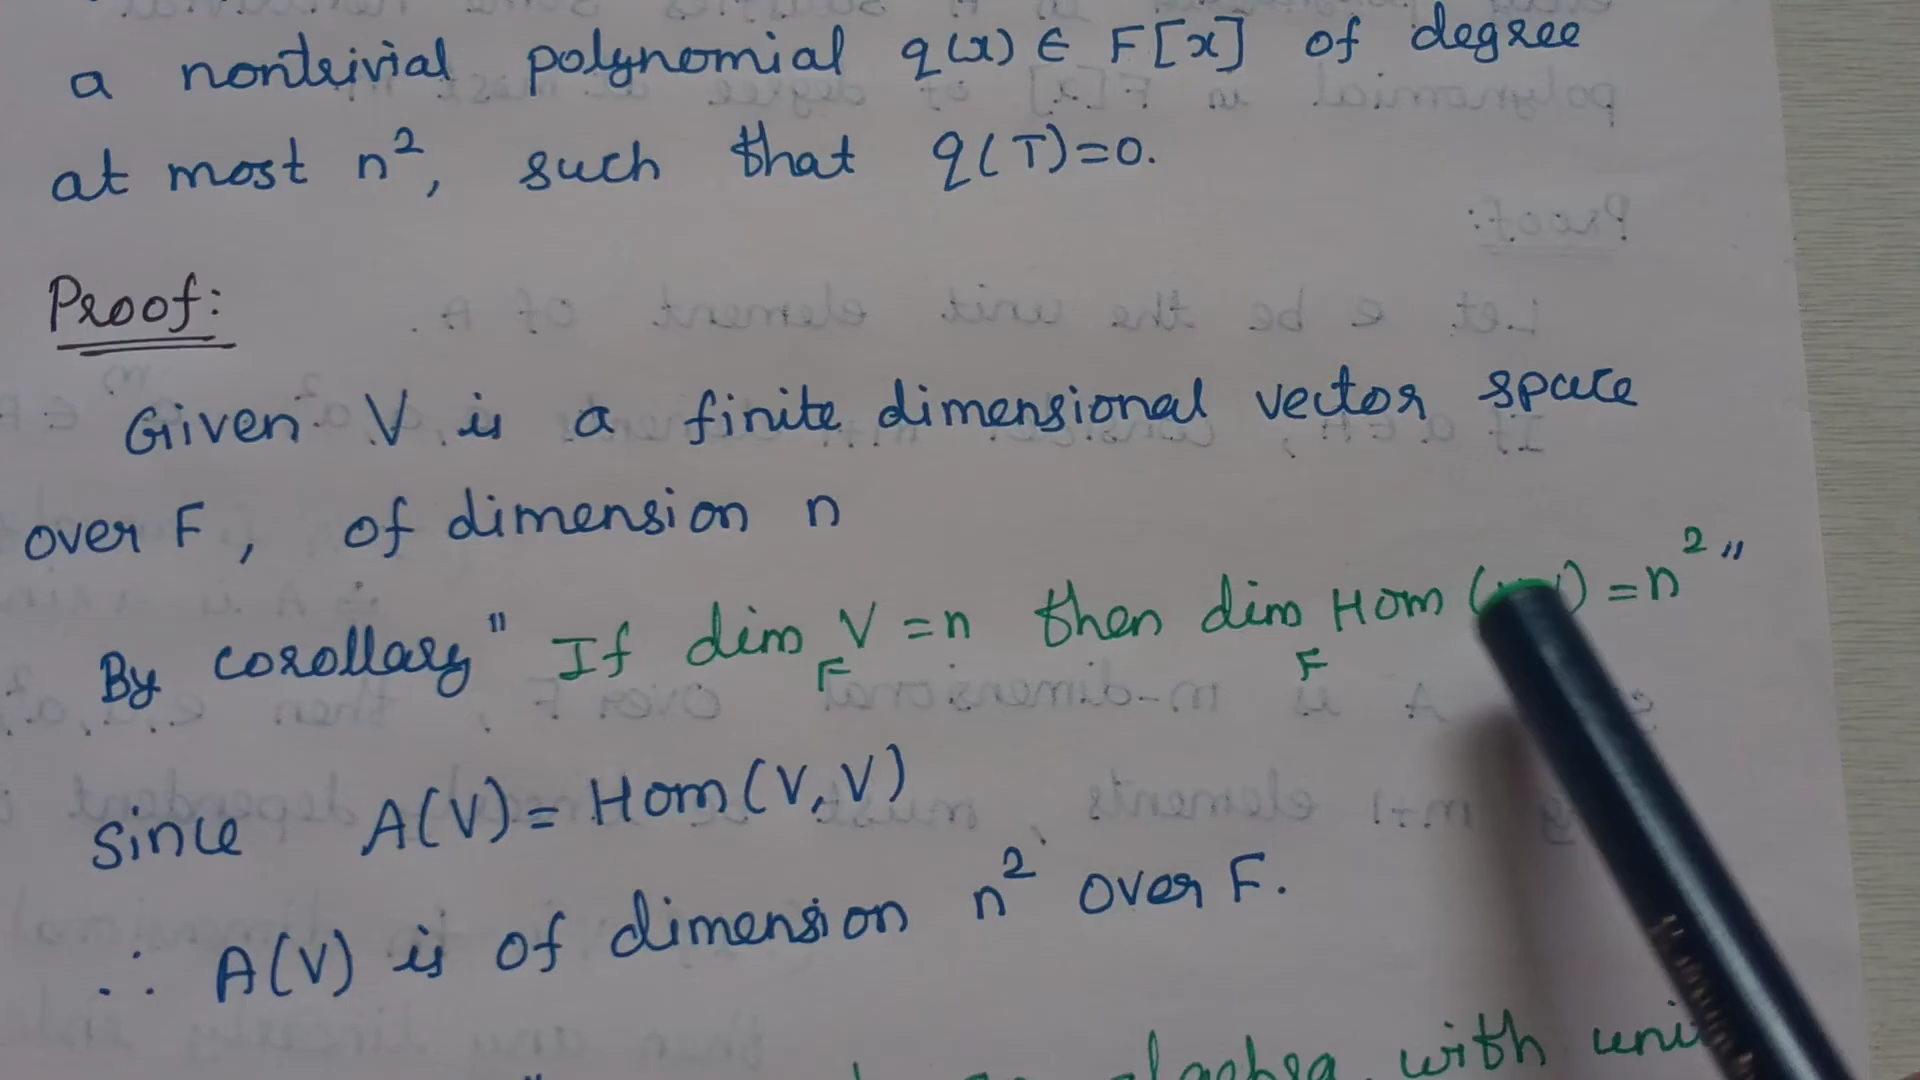 a nontrivial polynomial q(x) ∈ F[x] of degree
at most n², such that q(T)=0.
Proof:
Given V is a finite dimensional vector space
over F, of dimension n
By corollary " If dim_F V = n then dim_F Hom ( ) = n² "
since A(V) = Hom(V,V)
∴ A(V) is of dimension n² over F.
with